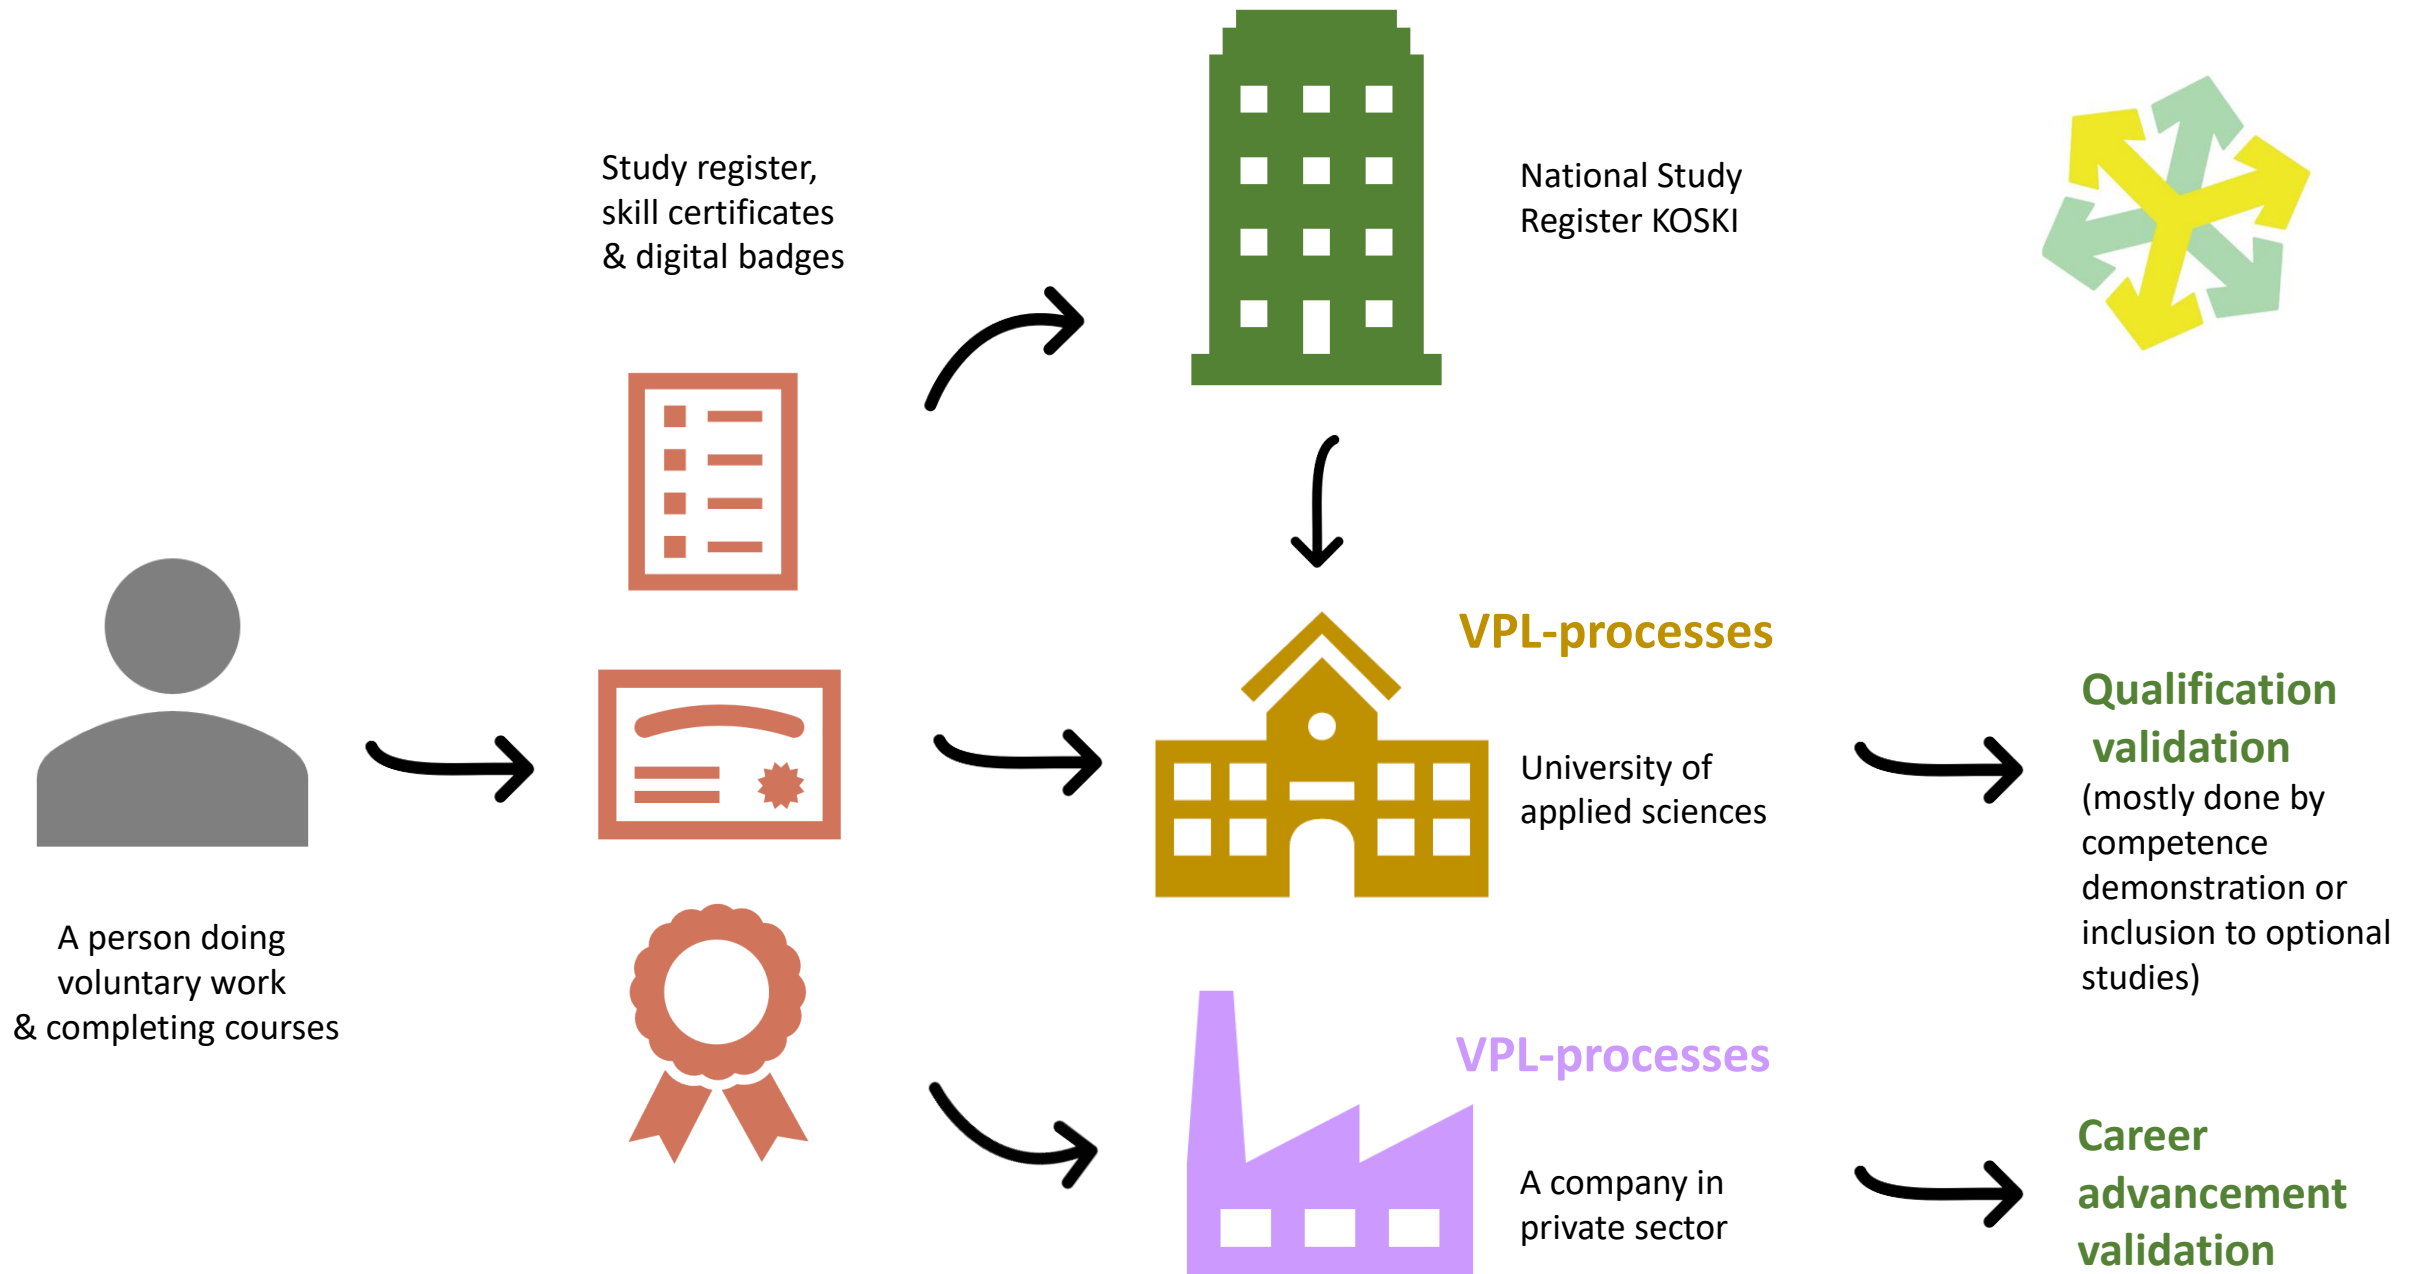 Study register,
skill certificates
& digital badges
National Study
Register KOSKI
A person doing
voluntary work
& completing courses
VPL-processes
University of
applied sciences
Qualification
validation
(mostly done by
competence
demonstration or
inclusion to optional
studies)
VPL-processes
A company in
private sector
Career
advancement
validation